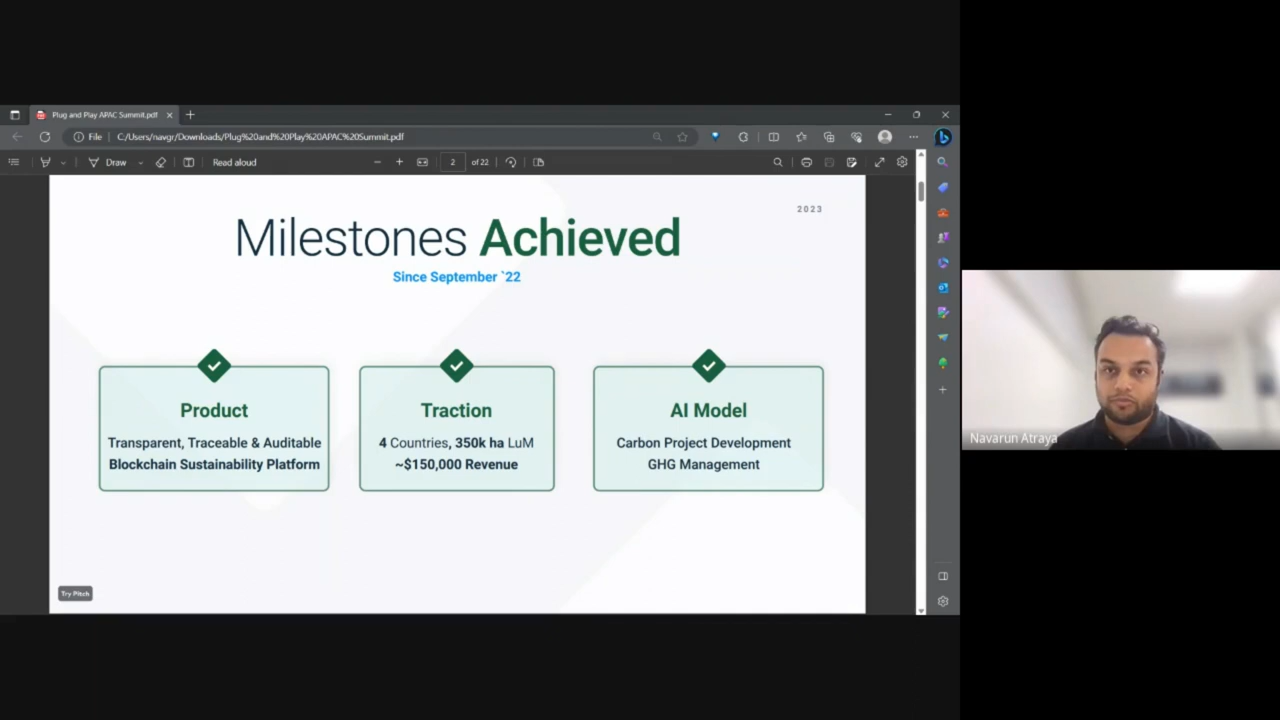 Plug and Play APAC Summit.pdf
File
C:/Users/navgr/Downloads/Plug%20and%20Play%20APAC%20Summit.pdf
Draw
Read aloud
2
of 22
2023
Milestones Achieved
Since September `22
Product
Transparent, Traceable & Auditable
Blockchain Sustainability Platform
Traction
4 Countries, 350k ha LuM
~$150,000 Revenue
AI Model
Carbon Project Development
GHG Management
Try Pitch
Navarun Atraya